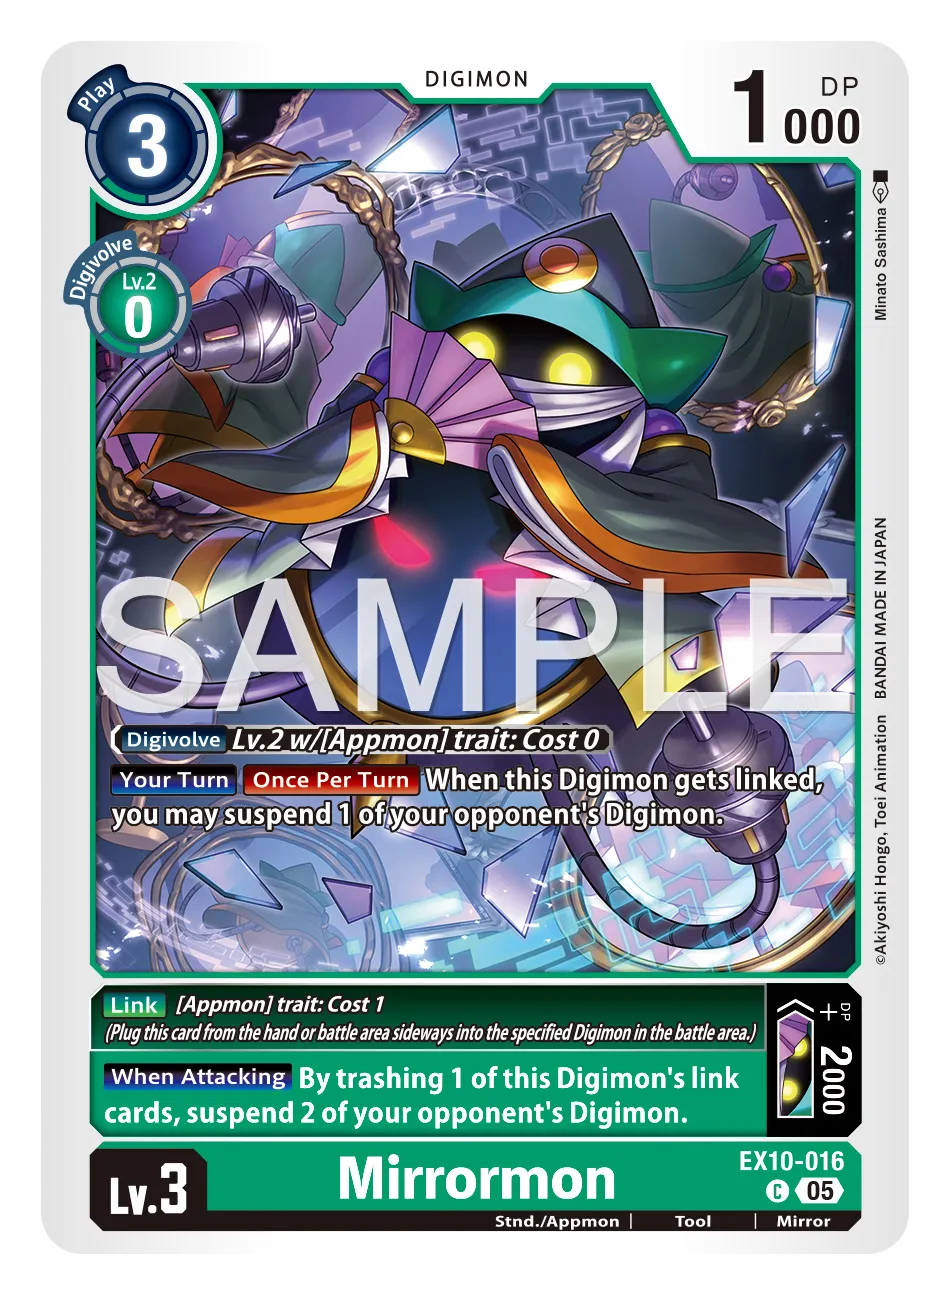 DIGIMON
Play
3
1000
DP
Digivolve
Lv.2
0
Minato Sashima
SAMPLE
Digivolve Lv.2 w/[Appmon] trait: Cost 0
Your Turn Once Per Turn When this Digimon gets linked,
you may suspend 1 of your opponent's Digimon.
©Akiyoshi Hongo, Toei Animation BANDAI MADE IN JAPAN
Link [Appmon] trait: Cost 1
(Plug this card from the hand or battle area sideways into the specified Digimon in the battle area.)
When Attacking By trashing 1 of this Digimon's link
cards, suspend 2 of your opponent's Digimon.
DP
+2000
Lv.3
Mirrormon
EX10-016
C 05
Stnd./Appmon | Tool | Mirror